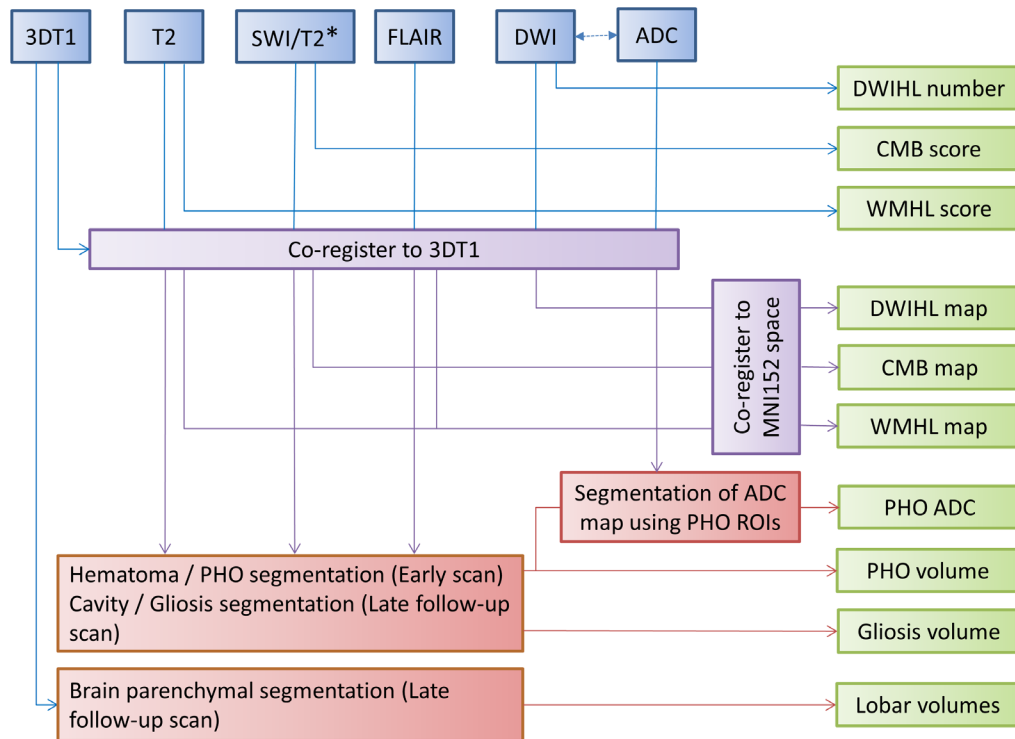 3DT1
T2
SWI/T2*
FLAIR
DWI
ADC
DWIHL number
CMB score
WMHL score
Co-register to 3DT1
Co-register to
MNI152 space
DWIHL map
CMB map
WMHL map
Segmentation of ADC
map using PHO ROIs
PHO ADC
Hematoma / PHO segmentation (Early scan)
Cavity / Gliosis segmentation (Late follow-up
scan)
PHO volume
Gliosis volume
Brain parenchymal segmentation (Late
follow-up scan)
Lobar volumes